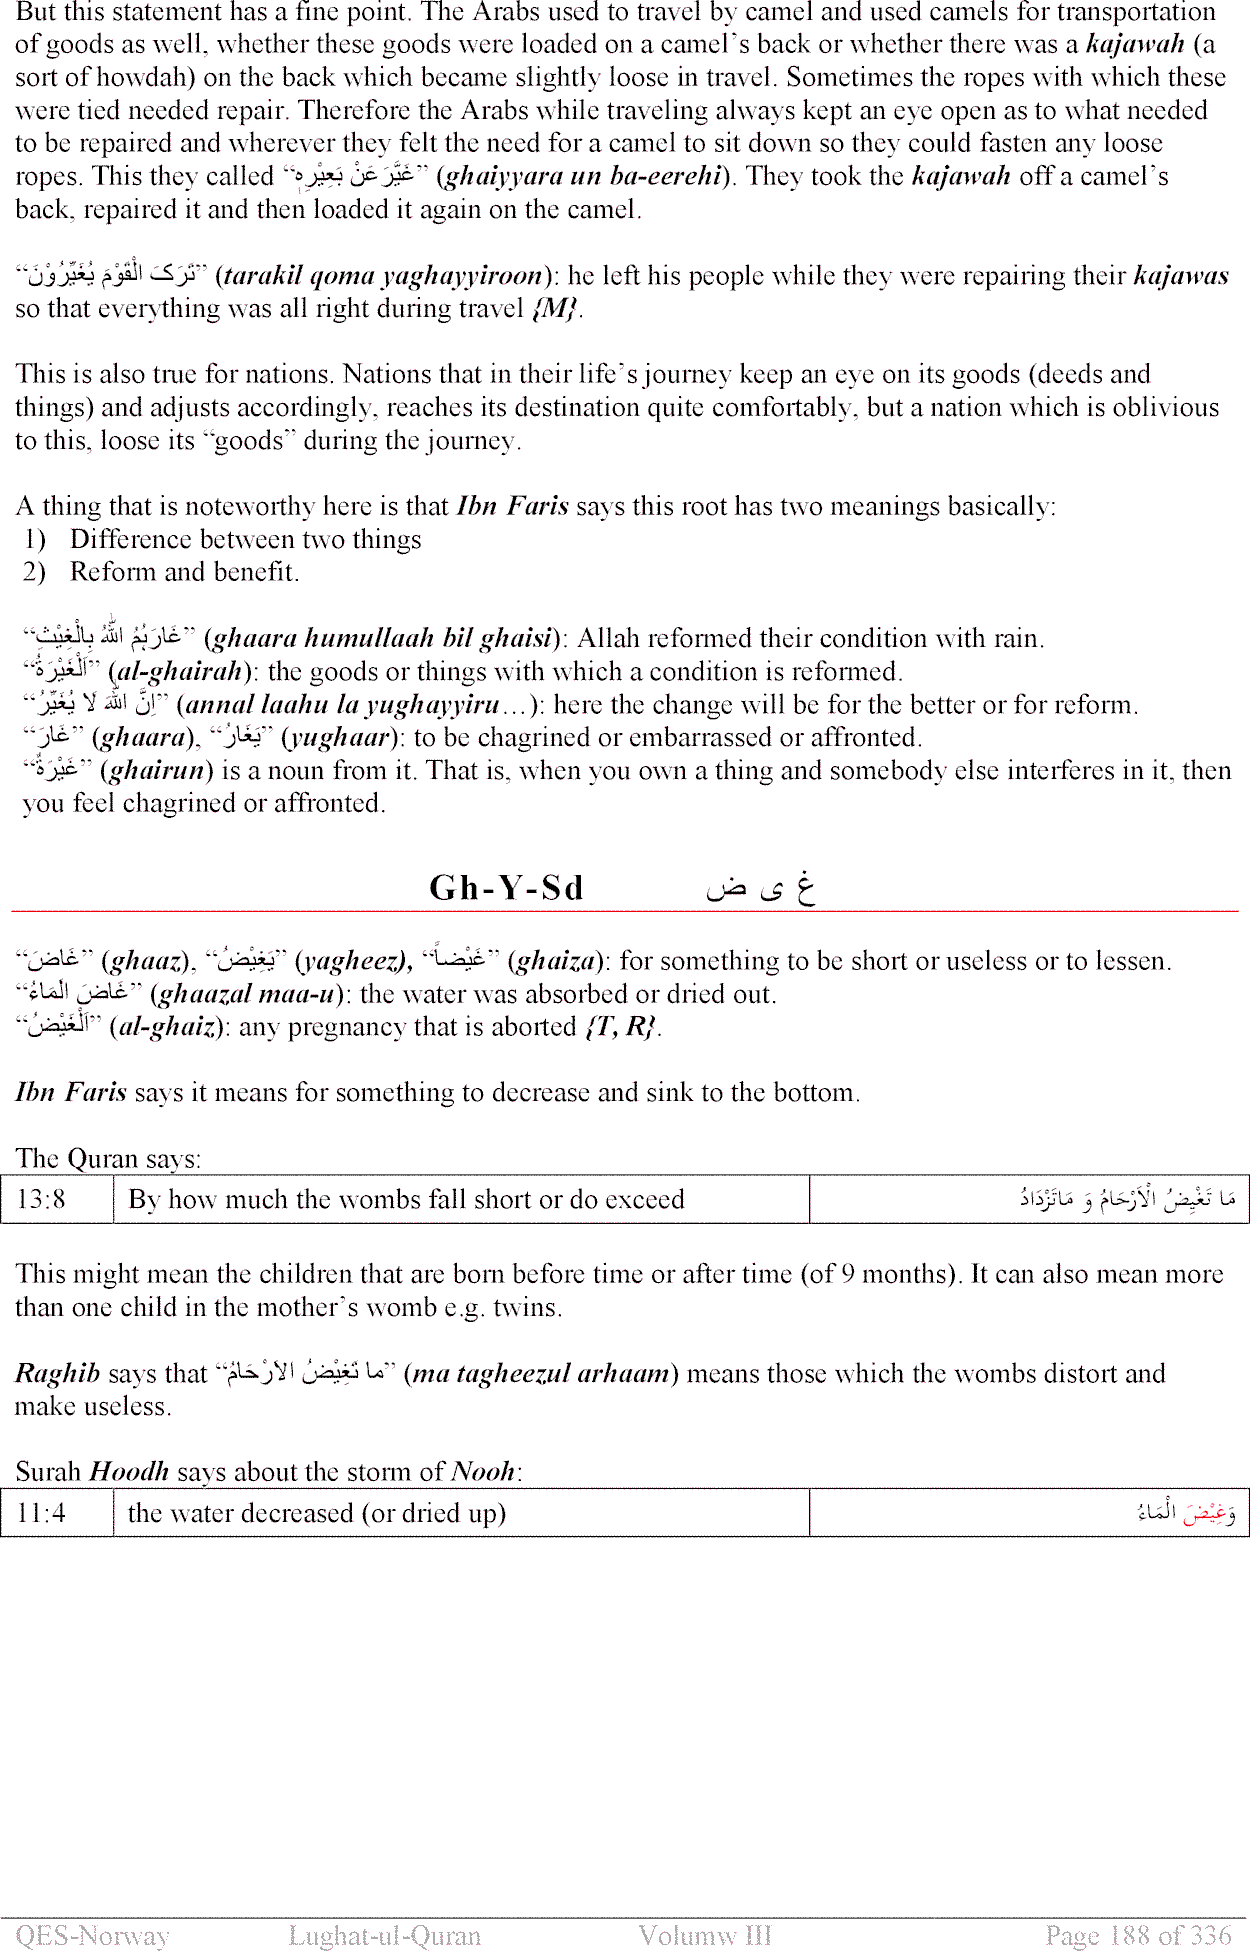 But this statement has a fine point. The Arabs used to travel by camel and used camels for transportation
of goods as well, whether these goods were loaded on a camel’s back or whether there was a kajawah (a
sort of howdah) on the back which became slightly loose in travel. Sometimes the ropes with which these
were tied needed repair. Therefore the Arabs while traveling always kept an eye open as to what needed
to be repaired and wherever they felt the need for a camel to sit down so they could fasten any loose
ropes. This they called “غَيَّرَ عَنْ بَعِيْرِهٖ” (ghaiyyara un ba-eerehi). They took the kajawah off a camel’s
back, repaired it and then loaded it again on the camel.
“تَرَکَ الْقَوْمَ يُغَيِّرُوْنَ” (tarakil qoma yaghayyiroon): he left his people while they were repairing their kajawas
so that everything was all right during travel {M}.
This is also true for nations. Nations that in their life’s journey keep an eye on its goods (deeds and
things) and adjusts accordingly, reaches its destination quite comfortably, but a nation which is oblivious
to this, loose its “goods” during the journey.
A thing that is noteworthy here is that Ibn Faris says this root has two meanings basically:
1) Difference between two things
2) Reform and benefit.
“غَارَہُمُ اللهُ بِالْغِيْثِ” (ghaara humullaah bil ghaisi): Allah reformed their condition with rain.
“اَلْغَيْرَةُ” (al-ghairah): the goods or things with which a condition is reformed.
“اِنَّ اللهَ لَا يُغَيِّرُ” (annal laahu la yughayyiru…): here the change will be for the better or for reform.
“غَارَ” (ghaara), “يَغَارُ” (yughaar): to be chagrined or embarrassed or affronted.
“غَيْرَةٌ” (ghairun) is a noun from it. That is, when you own a thing and somebody else interferes in it, then
you feel chagrined or affronted.
Gh-Y-Sd غ ی ض
“غَاضَ” (ghaaz), “يَغِيْضُ” (yagheez), “غَيْضاً” (ghaiza): for something to be short or useless or to lessen.
“غَاضَ الْمَاءُ” (ghaazal maa-u): the water was absorbed or dried out.
“اَلْغَيْضُ” (al-ghaiz): any pregnancy that is aborted {T, R}.
Ibn Faris says it means for something to decrease and sink to the bottom.
The Quran says:
13:8 By how much the wombs fall short or do exceed مَا تَغْيِضُ الْاَرْحَامُ وَ مَاتَزْدَادُ
This might mean the children that are born before time or after time (of 9 months). It can also mean more
than one child in the mother’s womb e.g. twins.
Raghib says that “ما تَغِيْضُ الارْحَامُ” (ma tagheezul arhaam) means those which the wombs distort and
make useless.
Surah Hoodh says about the storm of Nooh:
11:4 the water decreased (or dried up) وَغِيْضَ الْمَاءُ
QES-Norway Lughat-ul-Quran Volumw III Page 188 of 336